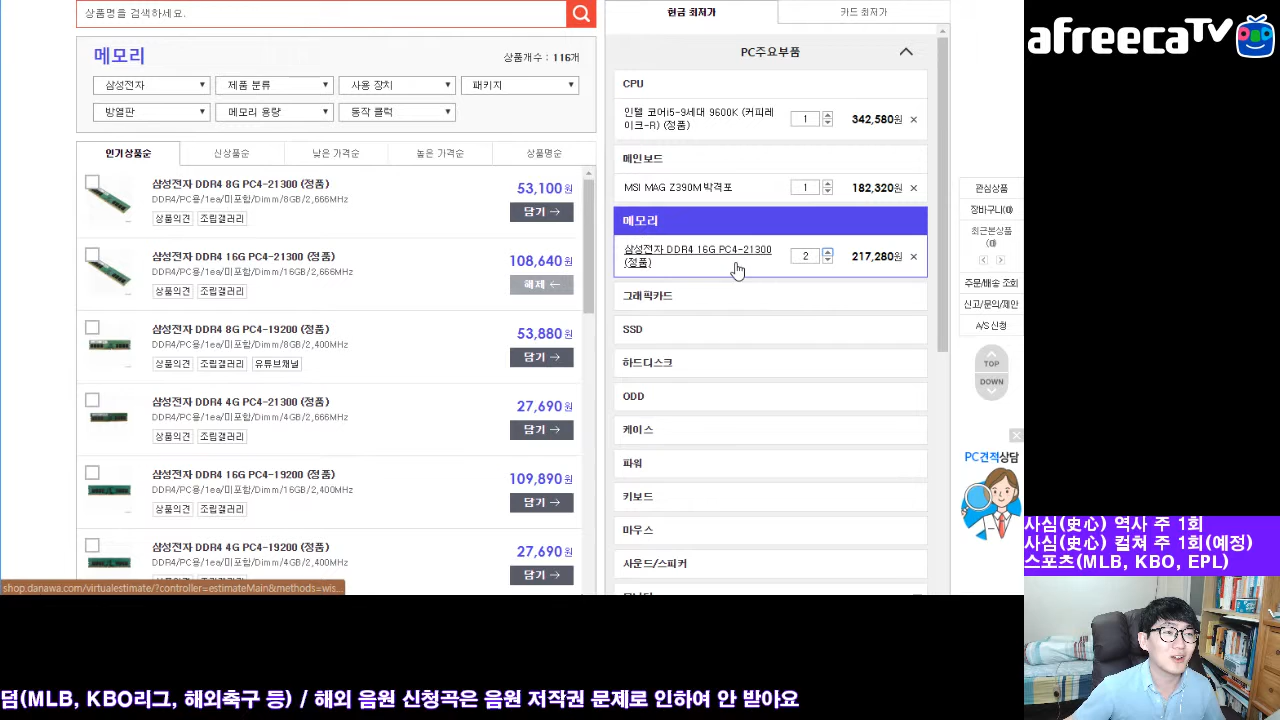 상품명을 검색하세요.
메모리
상품개수 : 116개
삼성전자
제품 분류
사용 장치
패키지
방열판
메모리 용량
동작 클럭
인기상품순
신상품순
낮은 가격순
높은 가격순
상품명순
삼성전자 DDR4 8G PC4-21300 (정품)
DDR4/PC용/1ea/미포함/Dimm/8GB/2,666MHz
상품의견 조립갤러리
53,100원
담기 →
삼성전자 DDR4 16G PC4-21300 (정품)
DDR4/PC용/1ea/미포함/Dimm/16GB/2,666MHz
상품의견 조립갤러리
108,640원
해제 ←
삼성전자 DDR4 8G PC4-19200 (정품)
DDR4/PC용/1ea/미포함/Dimm/8GB/2,400MHz
상품의견 조립갤러리 유튜브채널
53,880원
담기 →
삼성전자 DDR4 4G PC4-21300 (정품)
DDR4/PC용/1ea/미포함/Dimm/4GB/2,666MHz
상품의견 조립갤러리
27,690원
담기 →
삼성전자 DDR4 16G PC4-19200 (정품)
DDR4/PC용/1ea/미포함/Dimm/16GB/2,400MHz
상품의견 조립갤러리
109,890원
담기 →
삼성전자 DDR4 4G PC4-19200 (정품)
DDR4/PC용/1ea/미포함/Dimm/4GB/2,400MHz
27,690원
담기 →
shop.danawa.com/virtualestimate/?controller=estimateMain&methods=wis...
현금 최저가
카드 최저가
PC주요부품
CPU
인텔 코어i5-9세대 9600K (커피레
이크-R) (정품)
1
342,580원 ×
메인보드
MSI MAG Z390M 박격포
1
182,320원 ×
메모리
삼성전자 DDR4 16G PC4-21300
(정품)
2
217,280원 ×
그래픽카드
SSD
하드디스크
ODD
케이스
파워
키보드
마우스
사운드/스피커
관심상품
장바구니(0)
최근본상품
(0)
주문/배송 조회
신고/문의/제안
A/S 신청
TOP
DOWN
PC견적상담
afreecaTV
사심(史心) 역사 주 1회
사심(史心) 컬쳐 주 1회(예정)
스포츠(MLB, KBO, EPL)
덤(MLB, KBO리그, 해외축구 등) / 해외 음원 신청곡은 음원 저작권 문제로 인하여 안 받아요